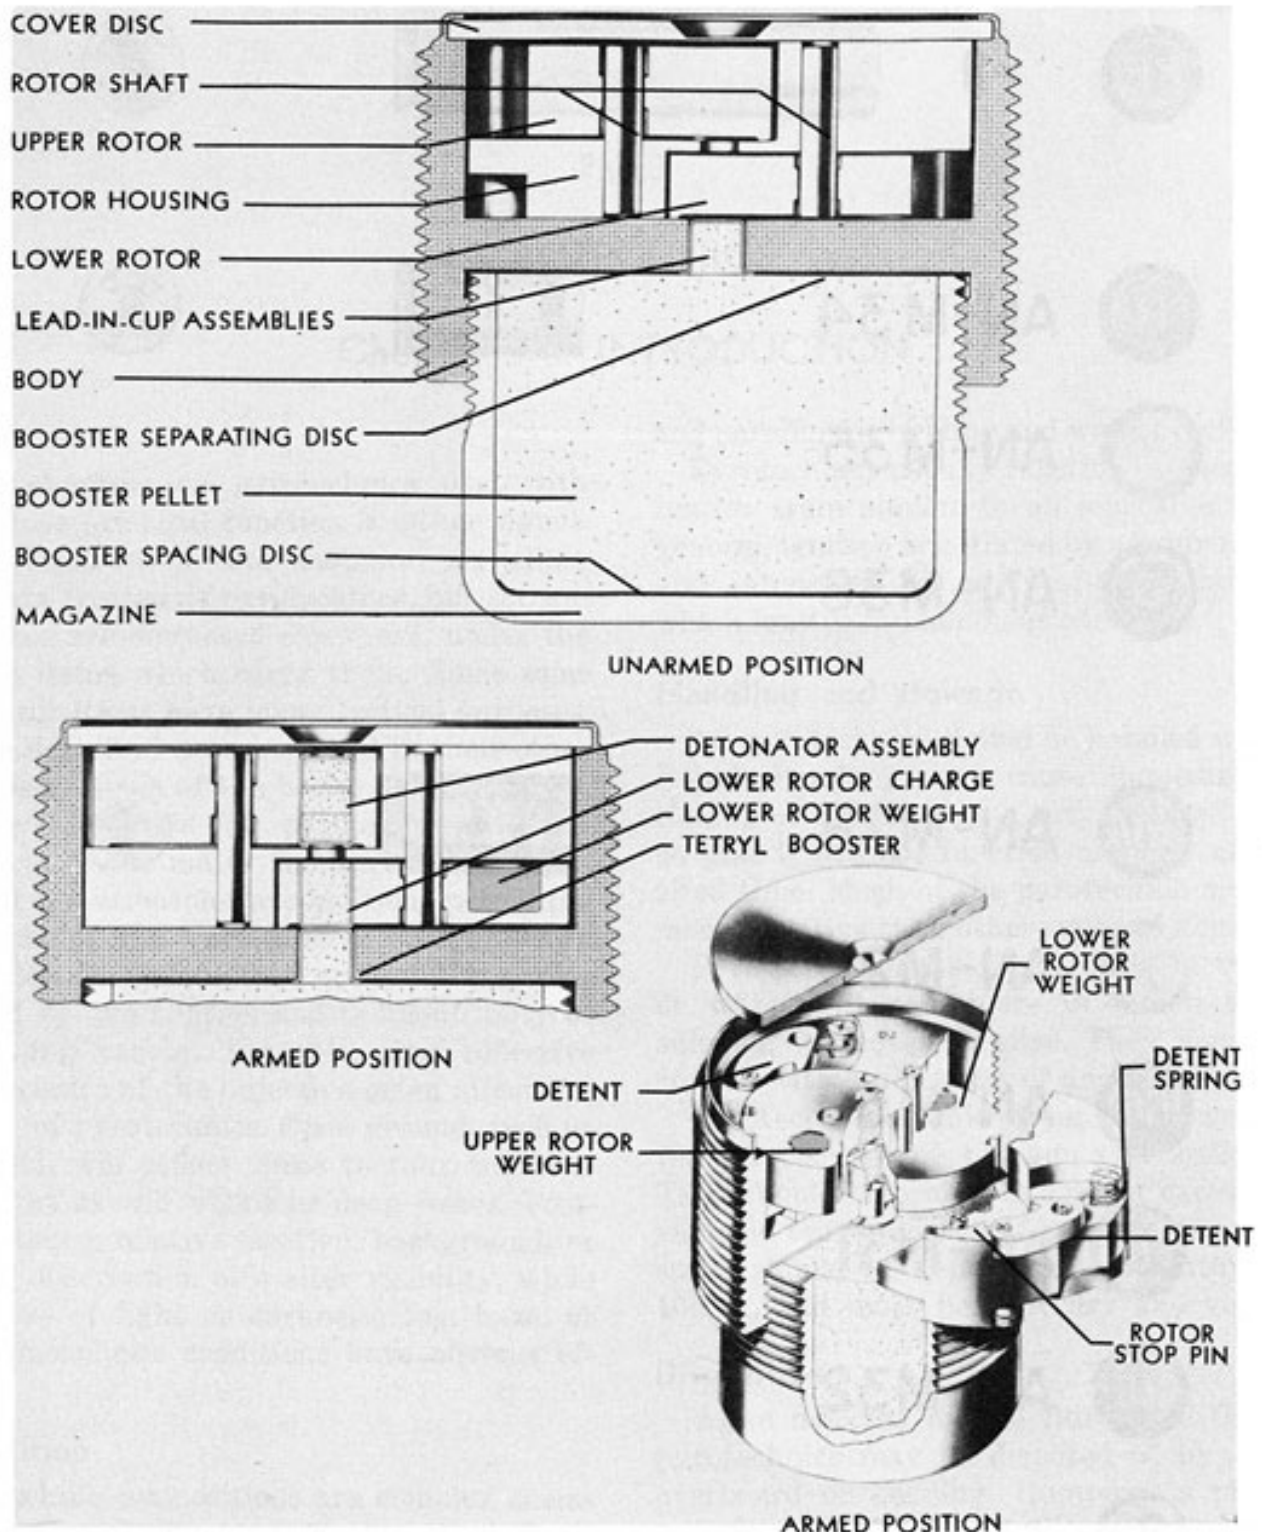 COVER DISC
ROTOR SHAFT
UPPER ROTOR
ROTOR HOUSING
LOWER ROTOR
LEAD-IN-CUP ASSEMBLIES
BODY
BOOSTER SEPARATING DISC
BOOSTER PELLET
BOOSTER SPACING DISC
MAGAZINE
UNARMED POSITION
DETONATOR ASSEMBLY
LOWER ROTOR CHARGE
LOWER ROTOR WEIGHT
TETRYL BOOSTER
ARMED POSITION
LOWER
ROTOR
WEIGHT
DETENT
SPRING
DETENT
UPPER ROTOR
WEIGHT
DETENT
ROTOR
STOP PIN
ARMED POSITION